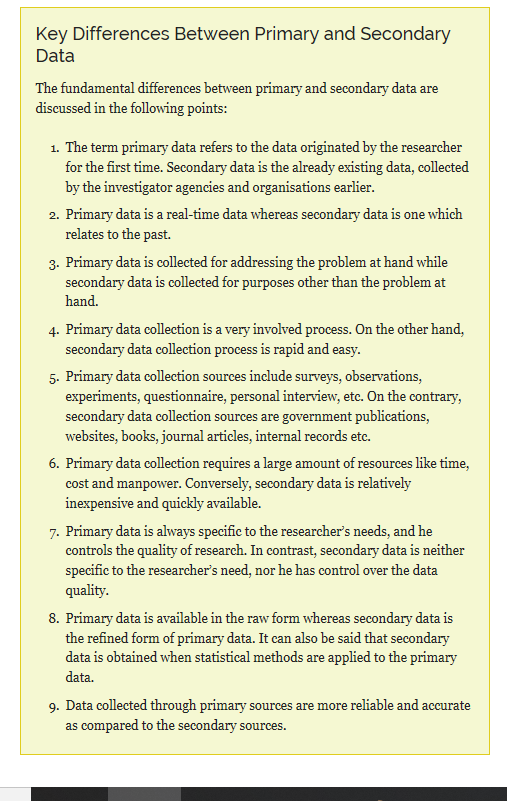 Key Differences Between Primary and Secondary
Data
The fundamental differences between primary and secondary data are
discussed in the following points:
1. The term primary data refers to the data originated by the researcher
for the first time. Secondary data is the already existing data, collected
by the investigator agencies and organisations earlier.
2. Primary data is a real-time data whereas secondary data is one which
relates to the past.
3. Primary data is collected for addressing the problem at hand while
secondary data is collected for purposes other than the problem at
hand.
4. Primary data collection is a very involved process. On the other hand,
secondary data collection process is rapid and easy.
5. Primary data collection sources include surveys, observations,
experiments, questionnaire, personal interview, etc. On the contrary,
secondary data collection sources are government publications,
websites, books, journal articles, internal records etc.
6. Primary data collection requires a large amount of resources like time,
cost and manpower. Conversely, secondary data is relatively
inexpensive and quickly available.
7. Primary data is always specific to the researcher's needs, and he
controls the quality of research. In contrast, secondary data is neither
specific to the researcher's need, nor he has control over the data
quality.
8. Primary data is available in the raw form whereas secondary data is
the refined form of primary data. It can also be said that secondary
data is obtained when statistical methods are applied to the primary
data.
9. Data collected through primary sources are more reliable and accurate
as compared to the secondary sources.